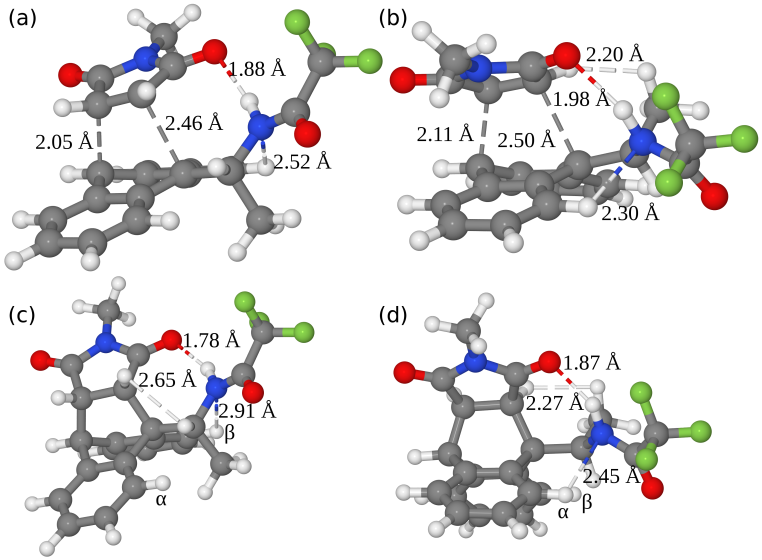 (a)
1.88 Å
2.05 Å
2.46 Å
2.52 Å
(b)
2.20 Å
1.98 Å
2.11 Å
2.50 Å
2.30 Å
(c)
1.78 Å
2.65 Å
2.91 Å
β
α
(d)
1.87 Å
2.27 Å
2.45 Å
α
β